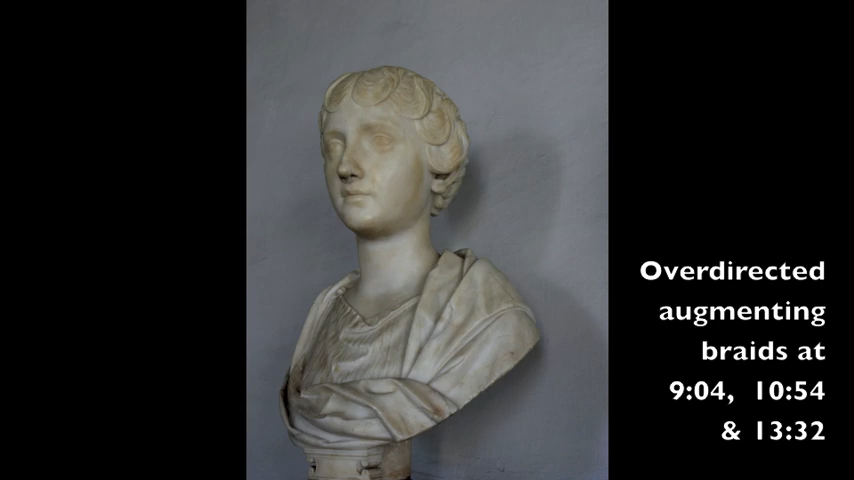 Overdirected
augmenting
braids at
9:04,  10:54
& 13:32